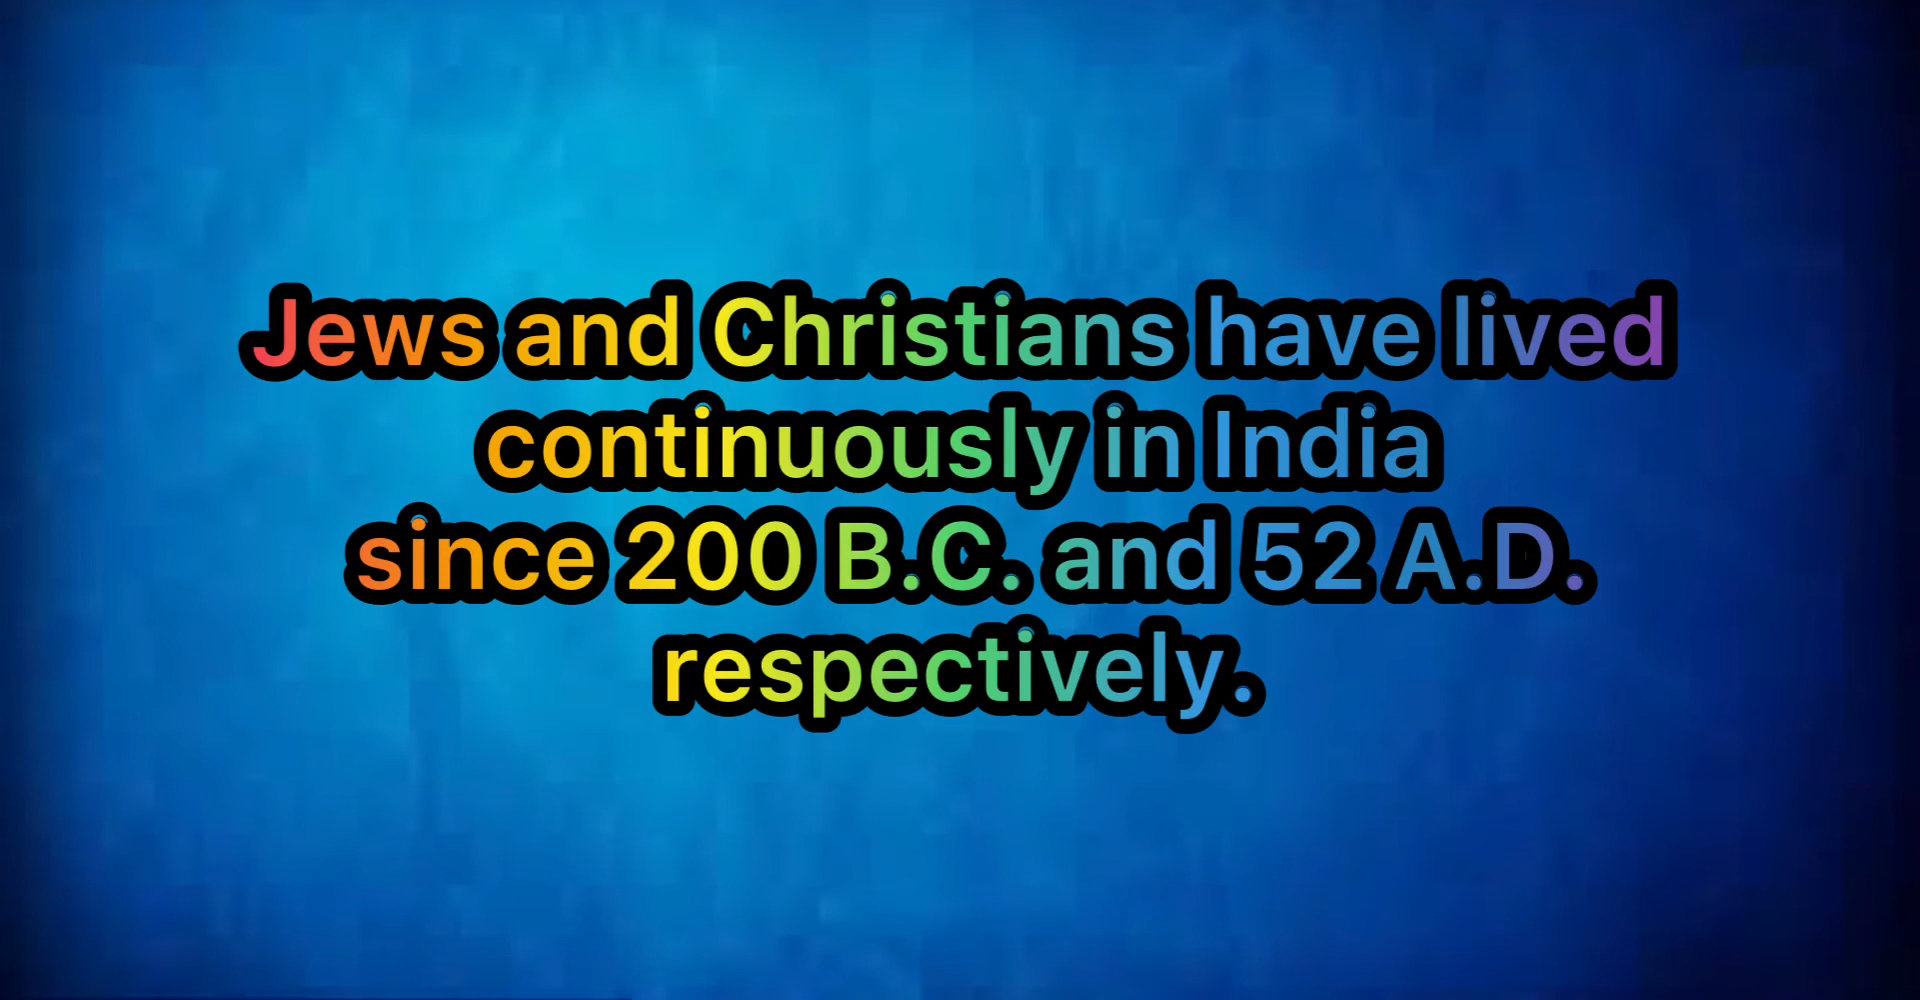 Jews and Christians have lived
continuously in India
since 200 B.C. and 52 A.D.
respectively.